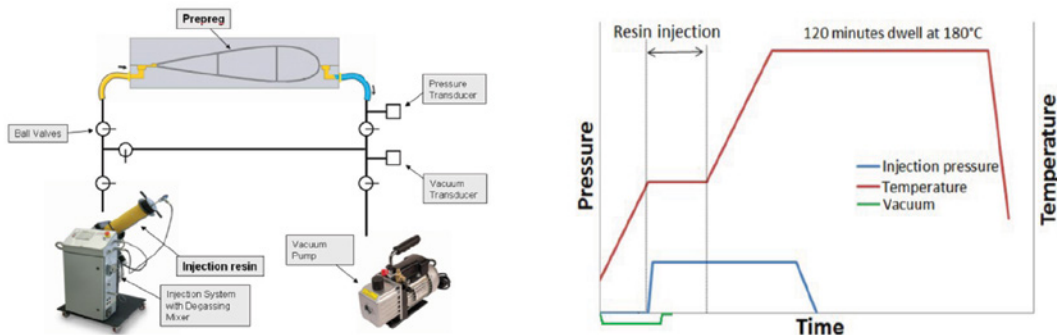 Prepreg
Pressure
Transducer
Ball Valves
Vacuum
Transducer
Vacuum
Pump
Injection resin
Injection System
with Degassing
Mixer
Resin injection
120 minutes dwell at 180°C
Pressure
Injection pressure
Temperature
Vacuum
Temperature
Time